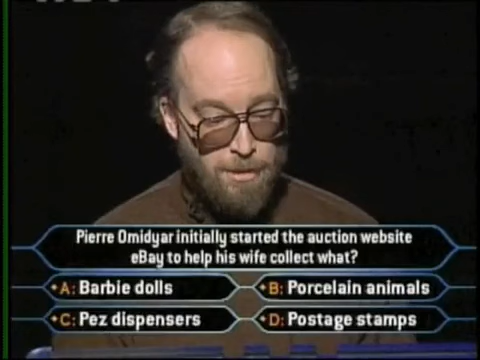 Pierre Omidyar initially started the auction website
eBay to help his wife collect what?
A: Barbie dolls
B: Porcelain animals
C: Pez dispensers
D: Postage stamps